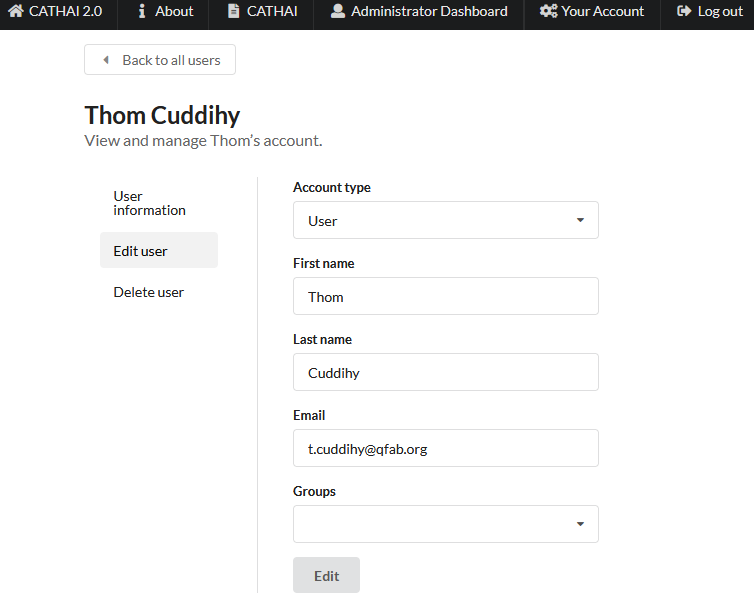 CATHAI 2.0 About CATHAI Administrator Dashboard Your Account Log out
Back to all users
Thom Cuddihy
View and manage Thom's account.
User
information
Edit user
Delete user
Account type
User
First name
Thom
Last name
Cuddihy
Email
t.cuddihy@qfab.org
Groups
Edit